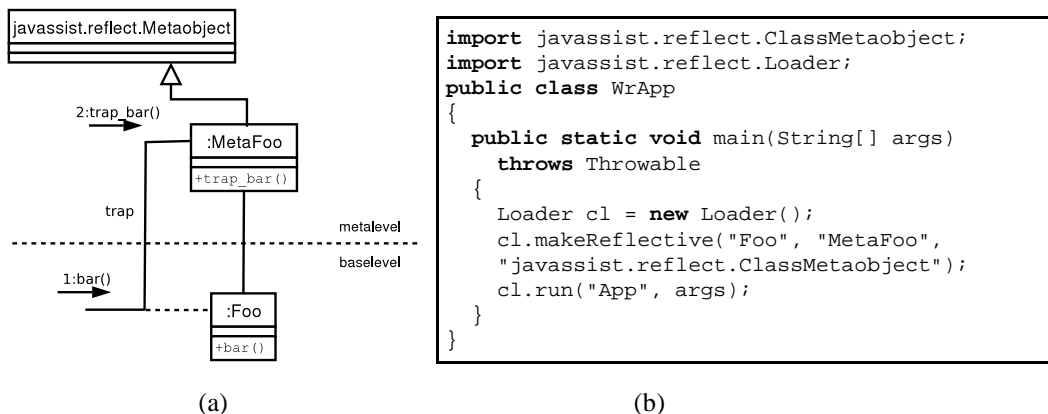 javassist.reflect.Metaobject
2:trap_bar()
:MetaFoo
+trap_bar()
trap
metalevel
baselevel
1:bar()
:Foo
+bar()
(a)
import javassist.reflect.ClassMetaobject;
import javassist.reflect.Loader;
public class WrApp
{
public static void main(String[] args)
throws Throwable
{
Loader cl = new Loader();
cl.makeReflective("Foo", "MetaFoo",
"javassist.reflect.ClassMetaobject");
cl.run("App", args);
}
}
(b)